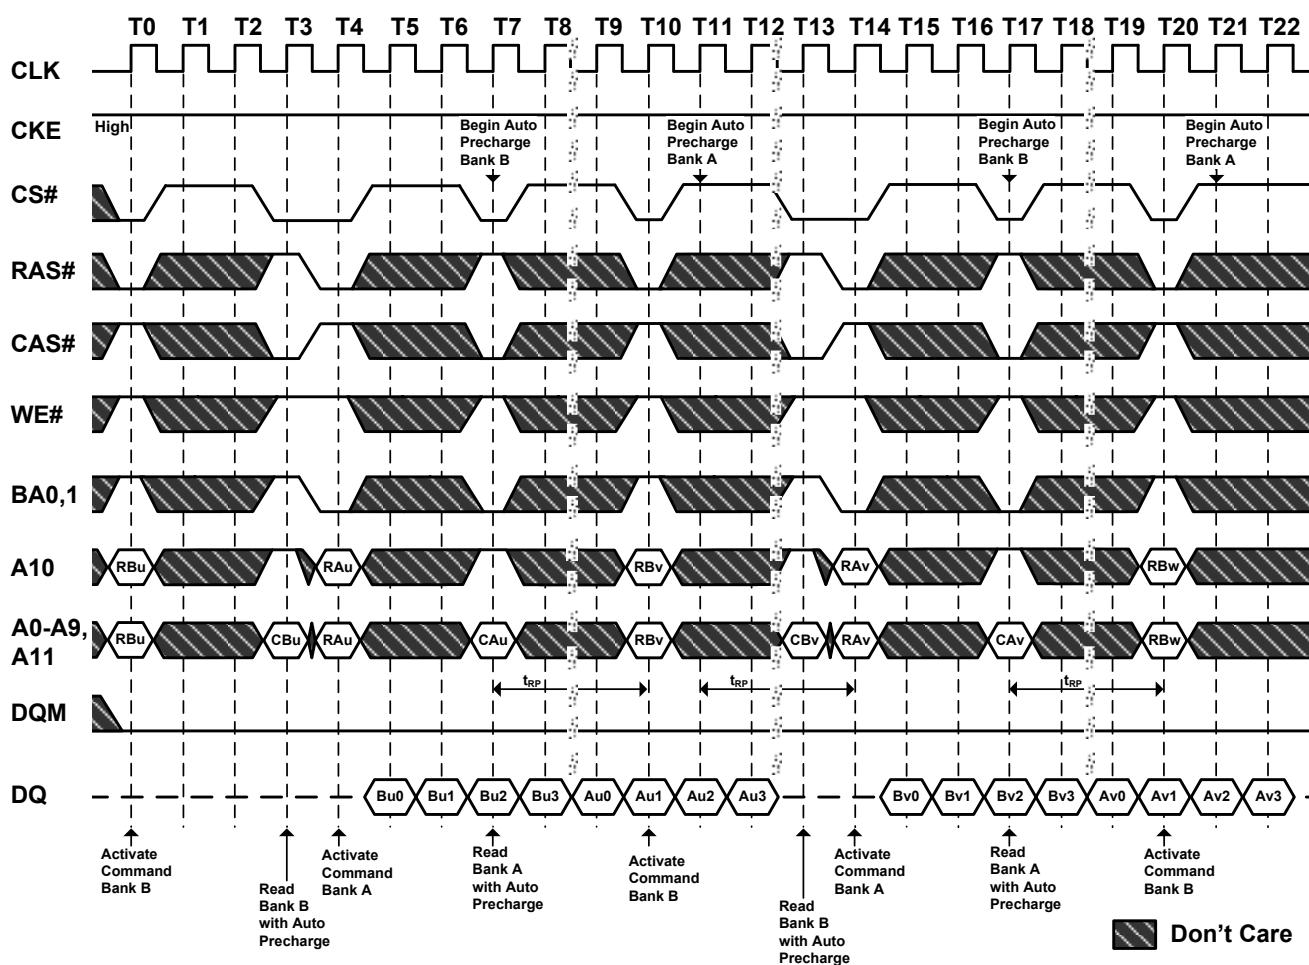 T0 T1 T2 T3 T4 T5 T6 T7 T8 T9 T10 T11 T12 T13 T14 T15 T16 T17 T18 T19 T20 T21 T22
CLK
CKE
High
Begin Auto
Precharge
Bank B
Begin Auto
Precharge
Bank A
Begin Auto
Precharge
Bank B
Begin Auto
Precharge
Bank A
CS#
RAS#
CAS#
WE#
BA0,1
A10
RBu RAu RBv RAv RBw
A0-A9,
A11
RBu CBu RAu CAu RBv CBv RAv CAv RBw
tRP tRP tRP
DQM
DQ
Bu0 Bu1 Bu2 Bu3 Au0 Au1 Au2 Au3 Bv0 Bv1 Bv2 Bv3 Av0 Av1 Av2 Av3
Activate
Command
Bank B
Read
Bank B
with Auto
Precharge
Activate
Command
Bank A
Read
Bank A
with Auto
Precharge
Activate
Command
Bank B
Read
Bank B
with Auto
Precharge
Activate
Command
Bank A
Read
Bank A
with Auto
Precharge
Activate
Command
Bank B
Don't Care